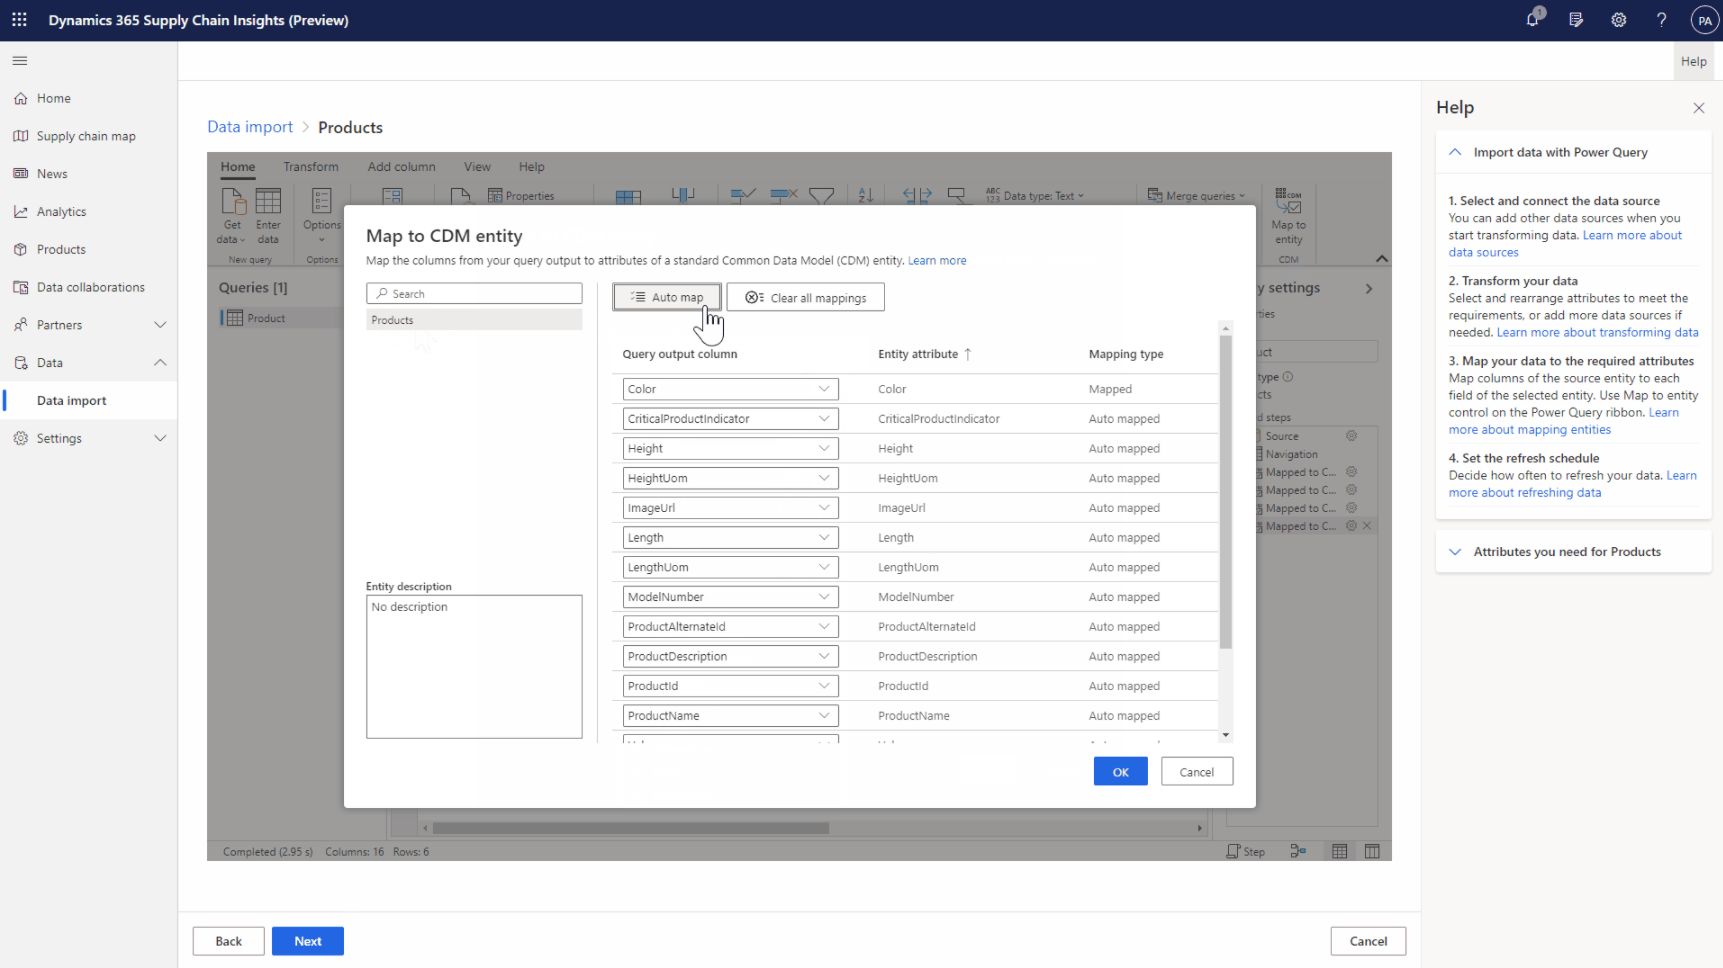 Dynamics 365 Supply Chain Insights (Preview)
1
PA
Help
Home
Supply chain map
News
Analytics
Products
Data collaborations
Partners
Data
Data import
Settings
Data import > Products
Home Transform Add column View Help
Get data
Enter data
New query
Options
Options
Properties
ABC 123 Data type: Text
Merge queries
CDM
Map to entity
CDM
Queries [1]
Product
y settings
type
Source
Navigation
Mapped to C...
Mapped to C...
Mapped to C...
Mapped to C...
Map to CDM entity
Map the columns from your query output to attributes of a standard Common Data Model (CDM) entity. Learn more
Search
Products
Entity description
No description
Auto map
Clear all mappings
Query output column Entity attribute ↑ Mapping type
Color Color Mapped
CriticalProductIndicator CriticalProductIndicator Auto mapped
Height Height Auto mapped
HeightUom HeightUom Auto mapped
ImageUrl ImageUrl Auto mapped
Length Length Auto mapped
LengthUom LengthUom Auto mapped
ModelNumber ModelNumber Auto mapped
ProductAlternateId ProductAlternateId Auto mapped
ProductDescription ProductDescription Auto mapped
ProductId ProductId Auto mapped
ProductName ProductName Auto mapped
OK
Cancel
Completed (2.95 s) Columns: 16 Rows: 6
Step
Back
Next
Cancel
Help
Import data with Power Query
1. Select and connect the data source
You can add other data sources when you
start transforming data. Learn more about
data sources
2. Transform your data
Select and rearrange attributes to meet the
requirements, or add more data sources if
needed. Learn more about transforming data
3. Map your data to the required attributes
Map columns of the source entity to each
field of the selected entity. Use Map to entity
control on the Power Query ribbon. Learn
more about mapping entities
4. Set the refresh schedule
Decide how often to refresh your data. Learn
more about refreshing data
Attributes you need for Products